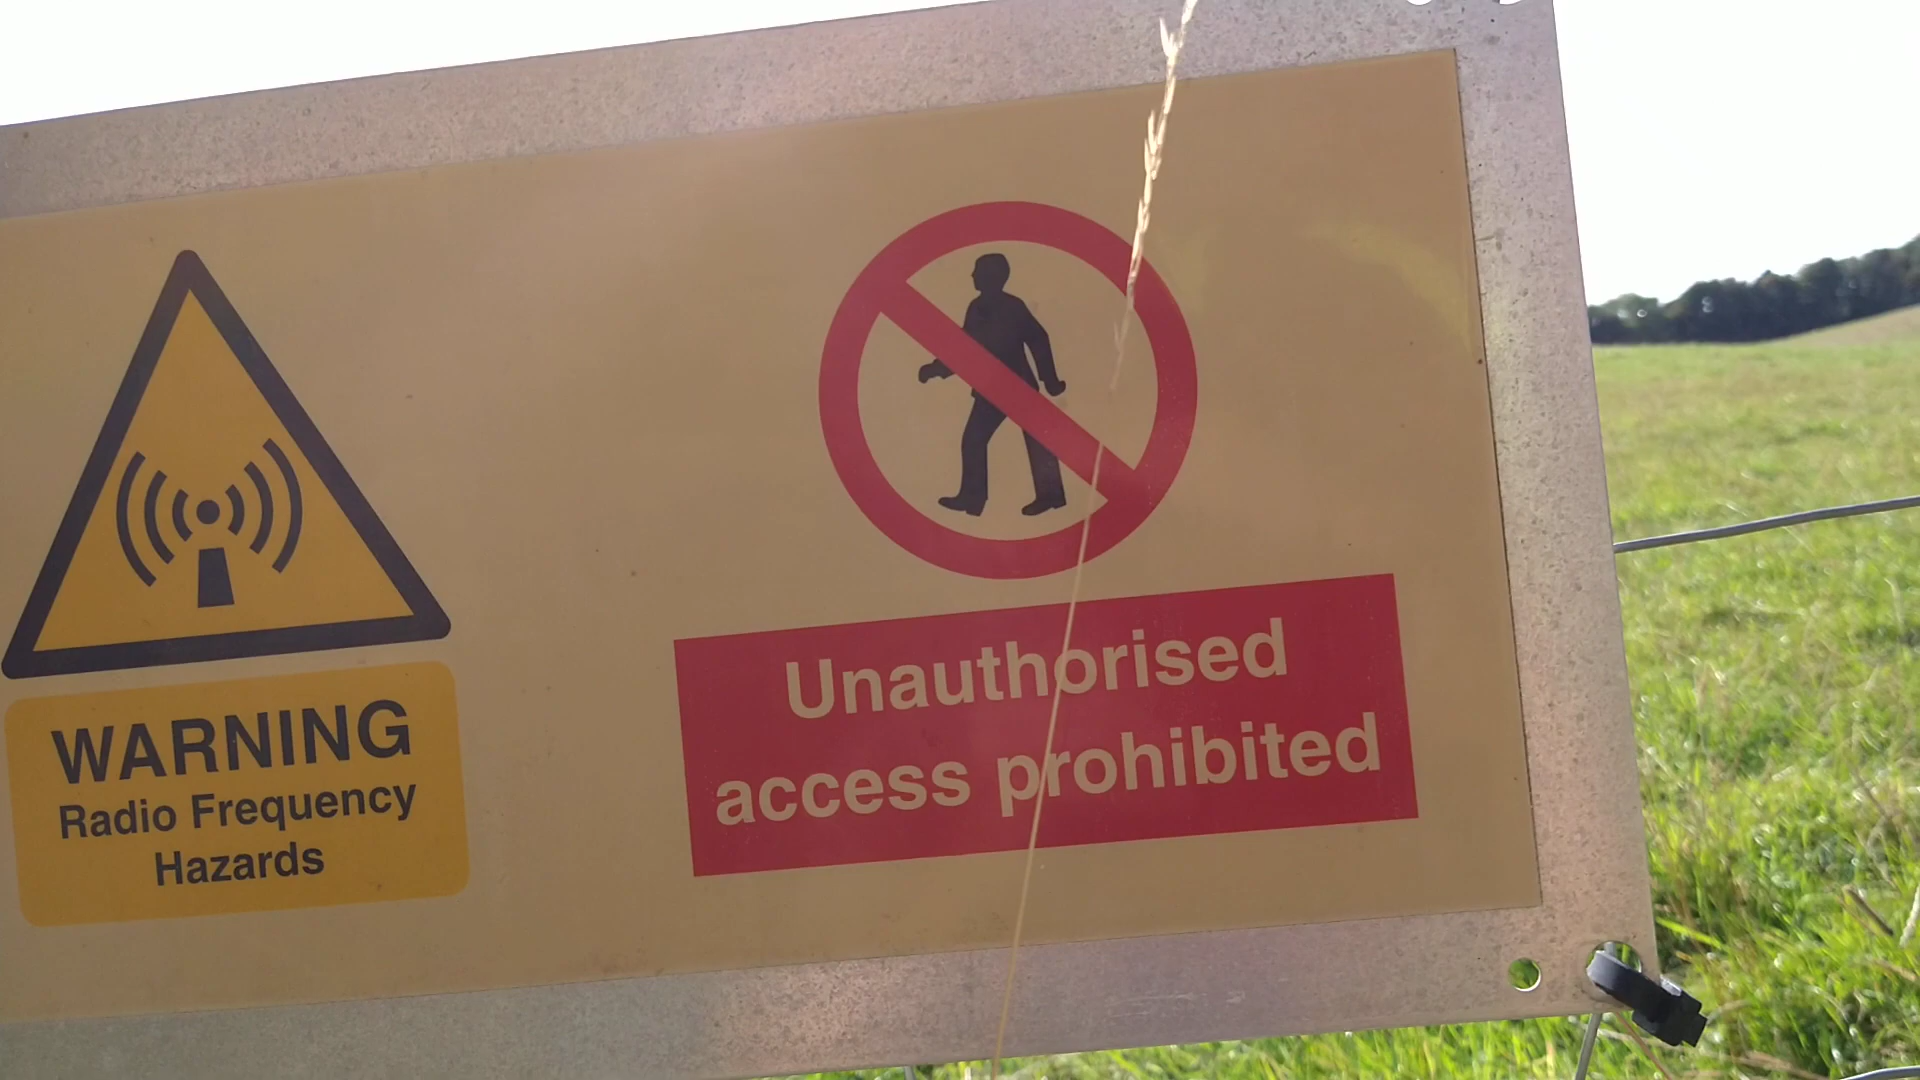 WARNING
Radio Frequency
Hazards
Unauthorised
access prohibited